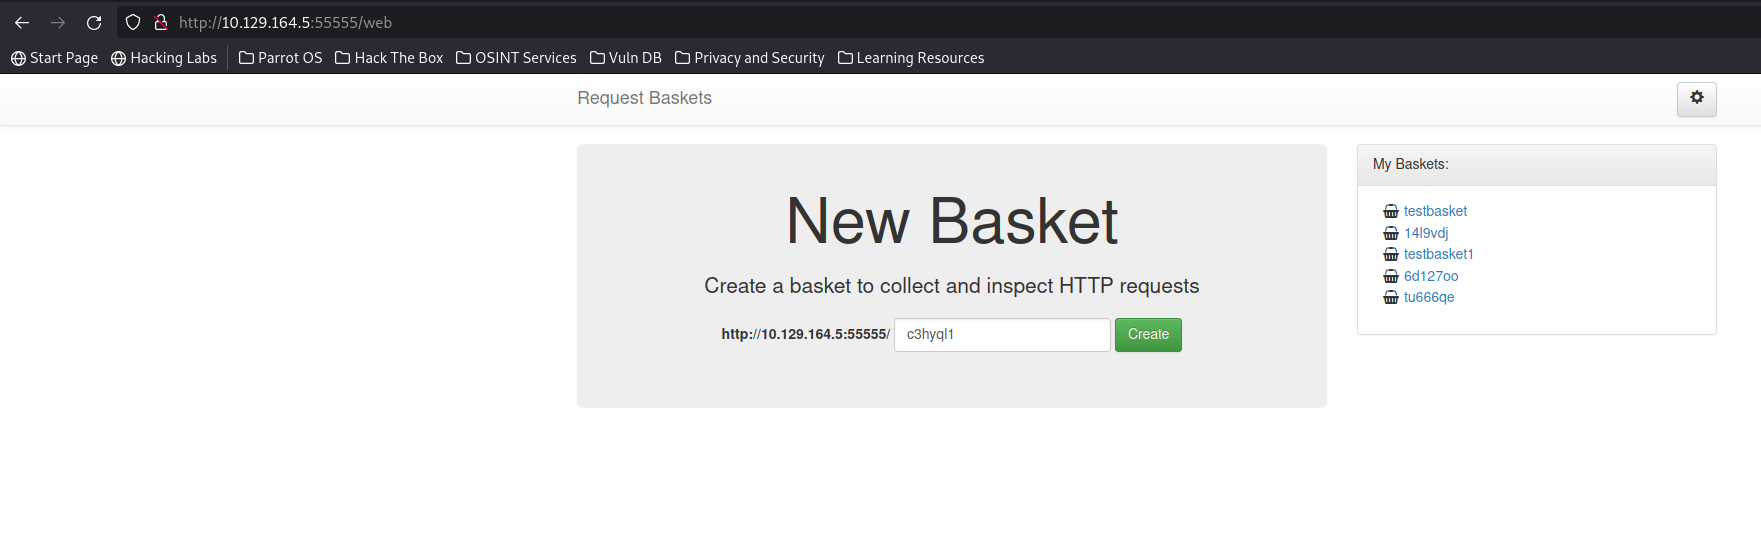 http://10.129.164.5:55555/web
Start Page Hacking Labs Parrot OS Hack The Box OSINT Services Vuln DB Privacy and Security Learning Resources
Request Baskets
New Basket
Create a basket to collect and inspect HTTP requests
http://10.129.164.5:55555/ c3hyql1 Create
My Baskets:
testbasket
14l9vdj
testbasket1
6d127oo
tu666qe